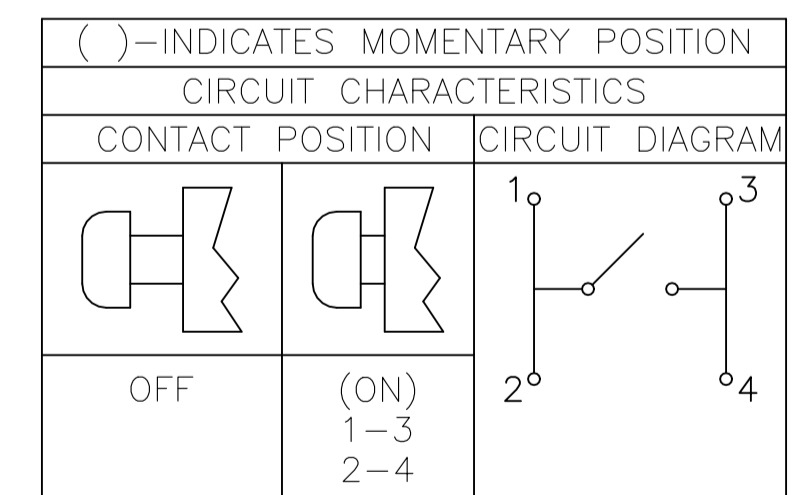 ( )-INDICATES MOMENTARY POSITION
CIRCUIT CHARACTERISTICS
CONTACT POSITION
CIRCUIT DIAGRAM
1
3
2
4
OFF
(ON)
1-3
2-4